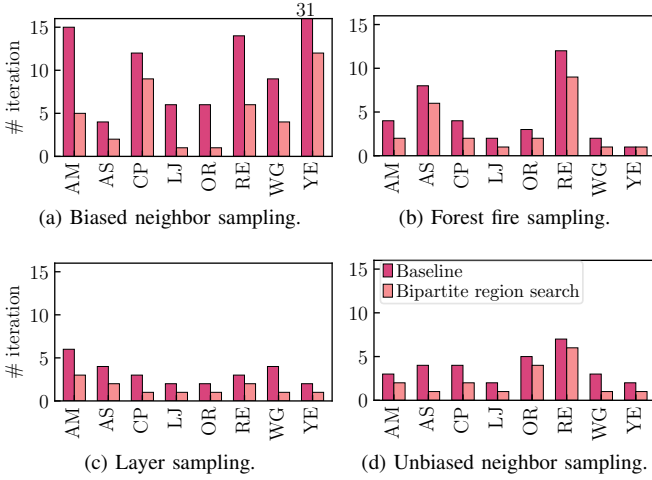 31
15
10
5
0
# iteration
AM AS CP LJ OR RE WG YE
(a) Biased neighbor sampling.
15
10
5
0
AM AS CP LJ OR RE WG YE
(b) Forest fire sampling.
15
10
5
0
# iteration
AM AS CP LJ OR RE WG YE
(c) Layer sampling.
15
10
5
0
Baseline
Bipartite region search
AM AS CP LJ OR RE WG YE
(d) Unbiased neighbor sampling.